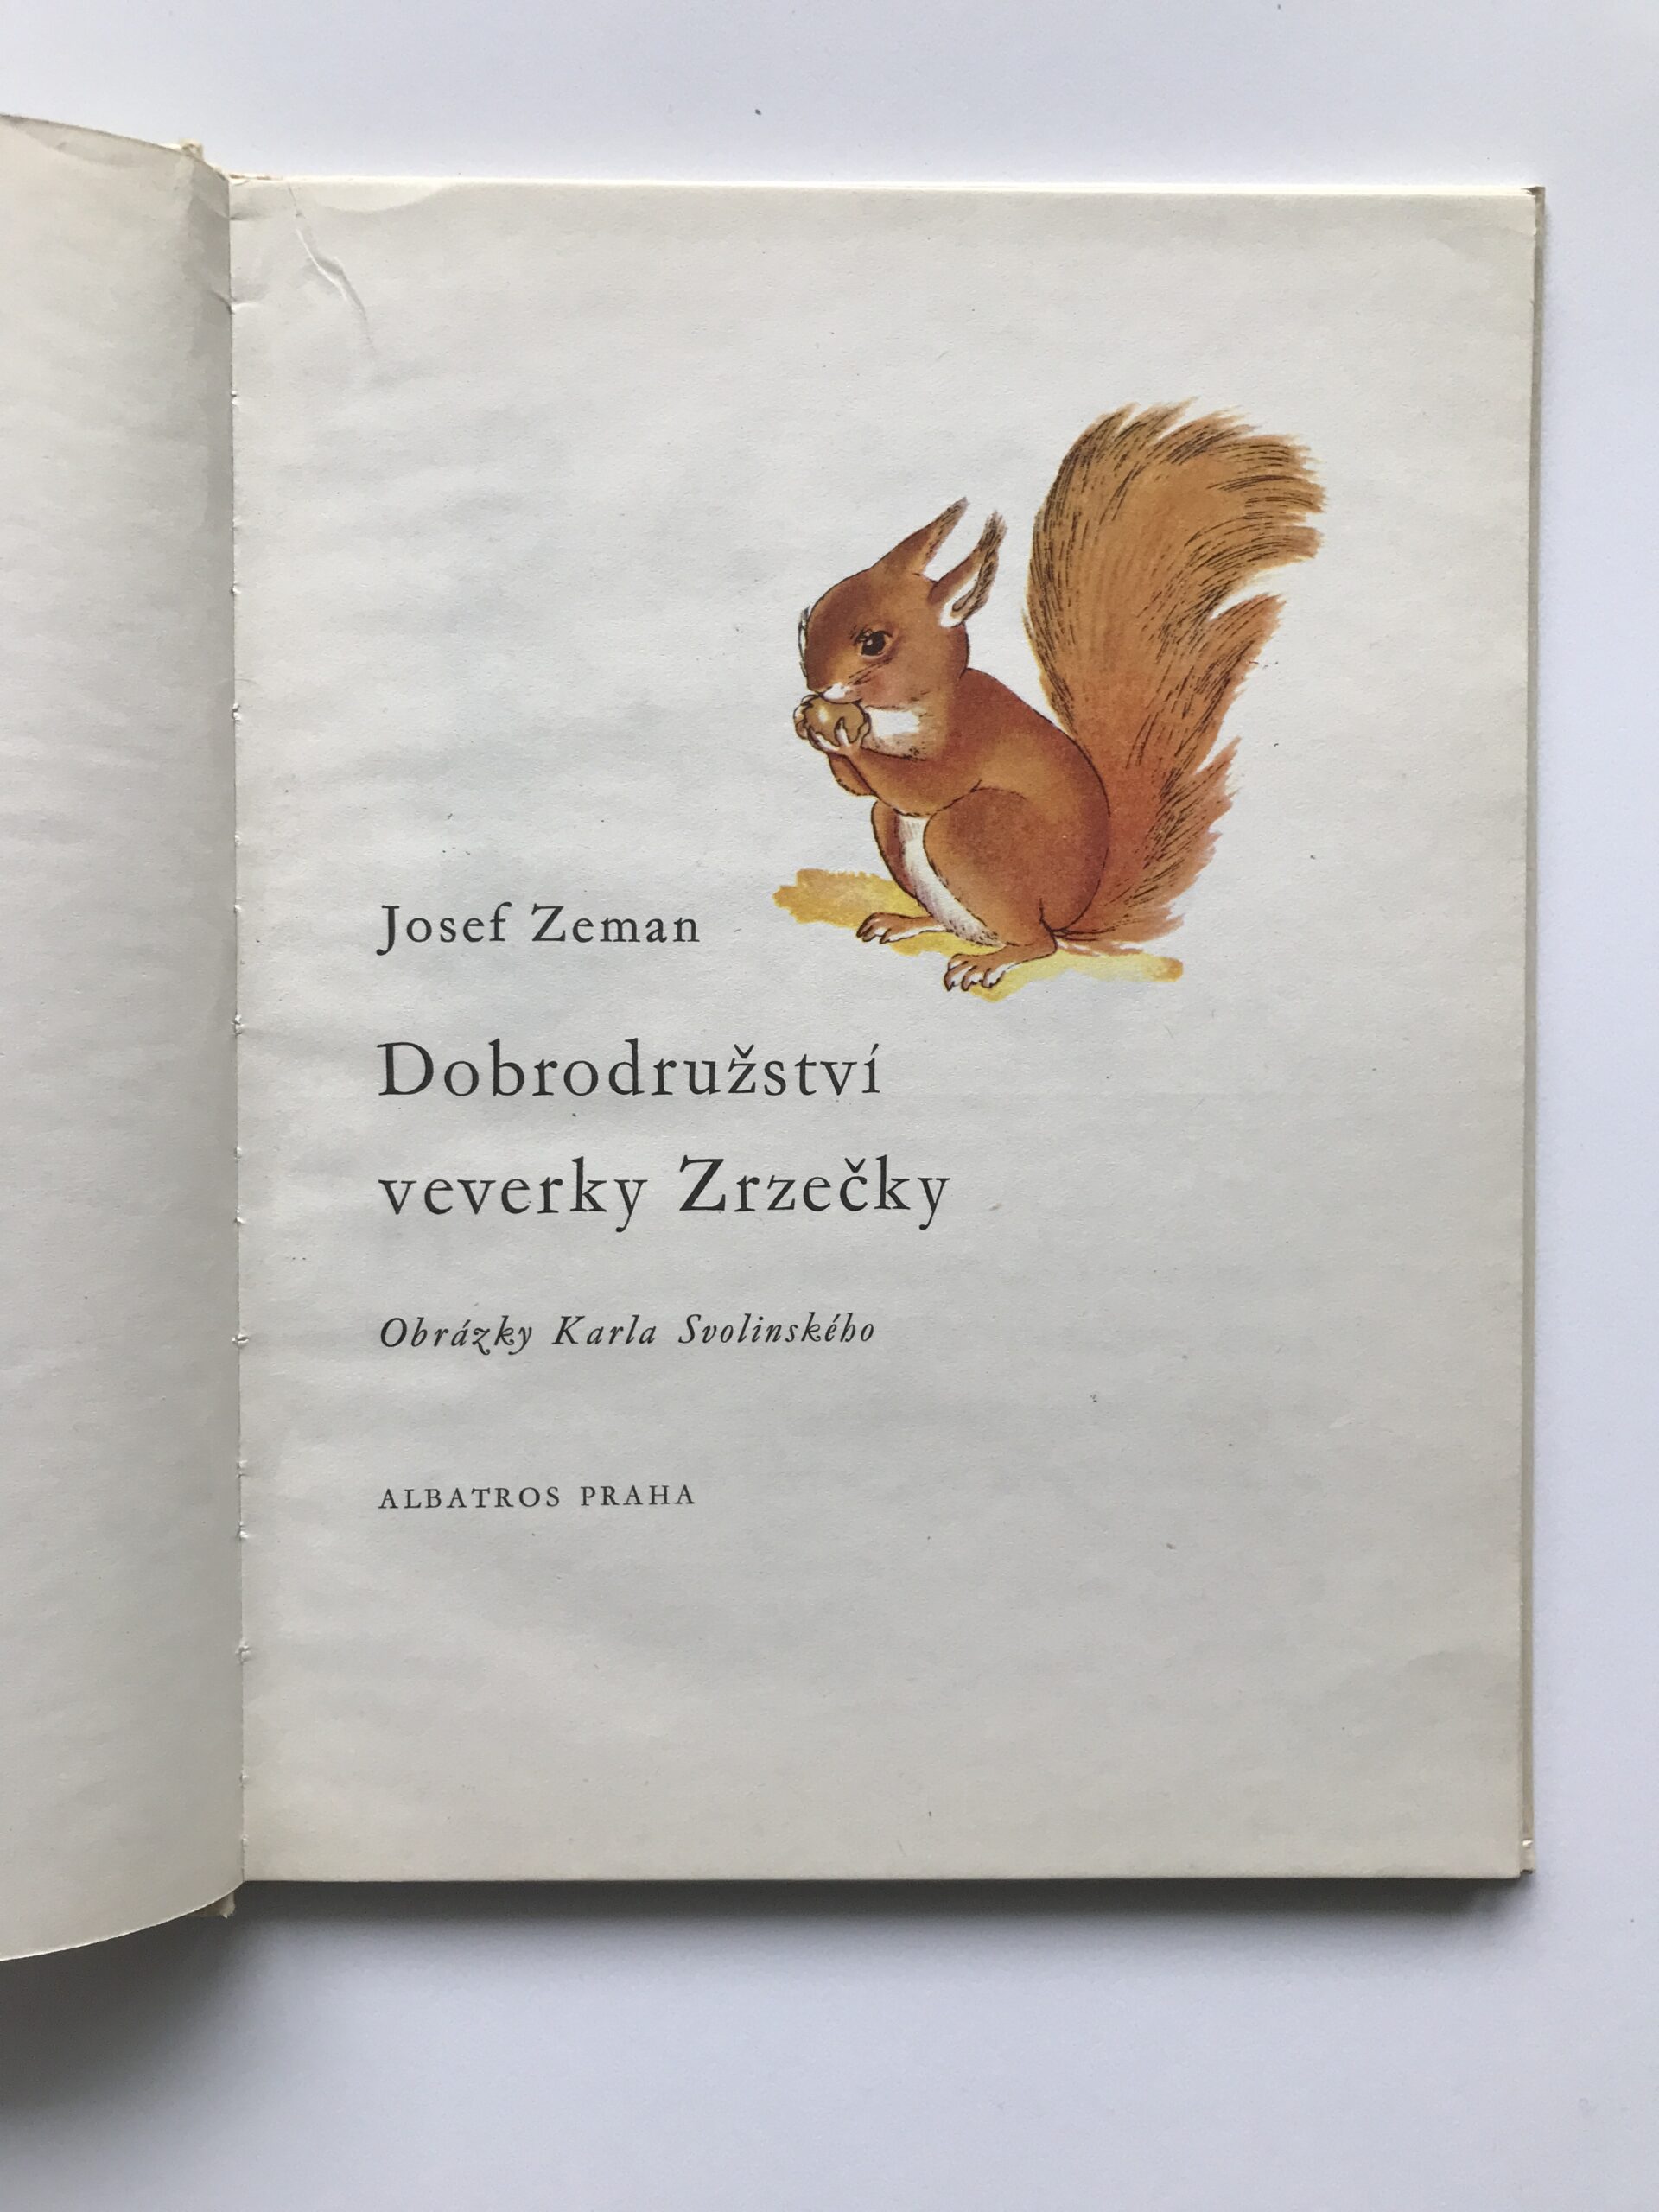 Josef Zeman
Dobrodružství
veverky Zrzečky
Obrázky Karla Svolinského
ALBATROS PRAHA